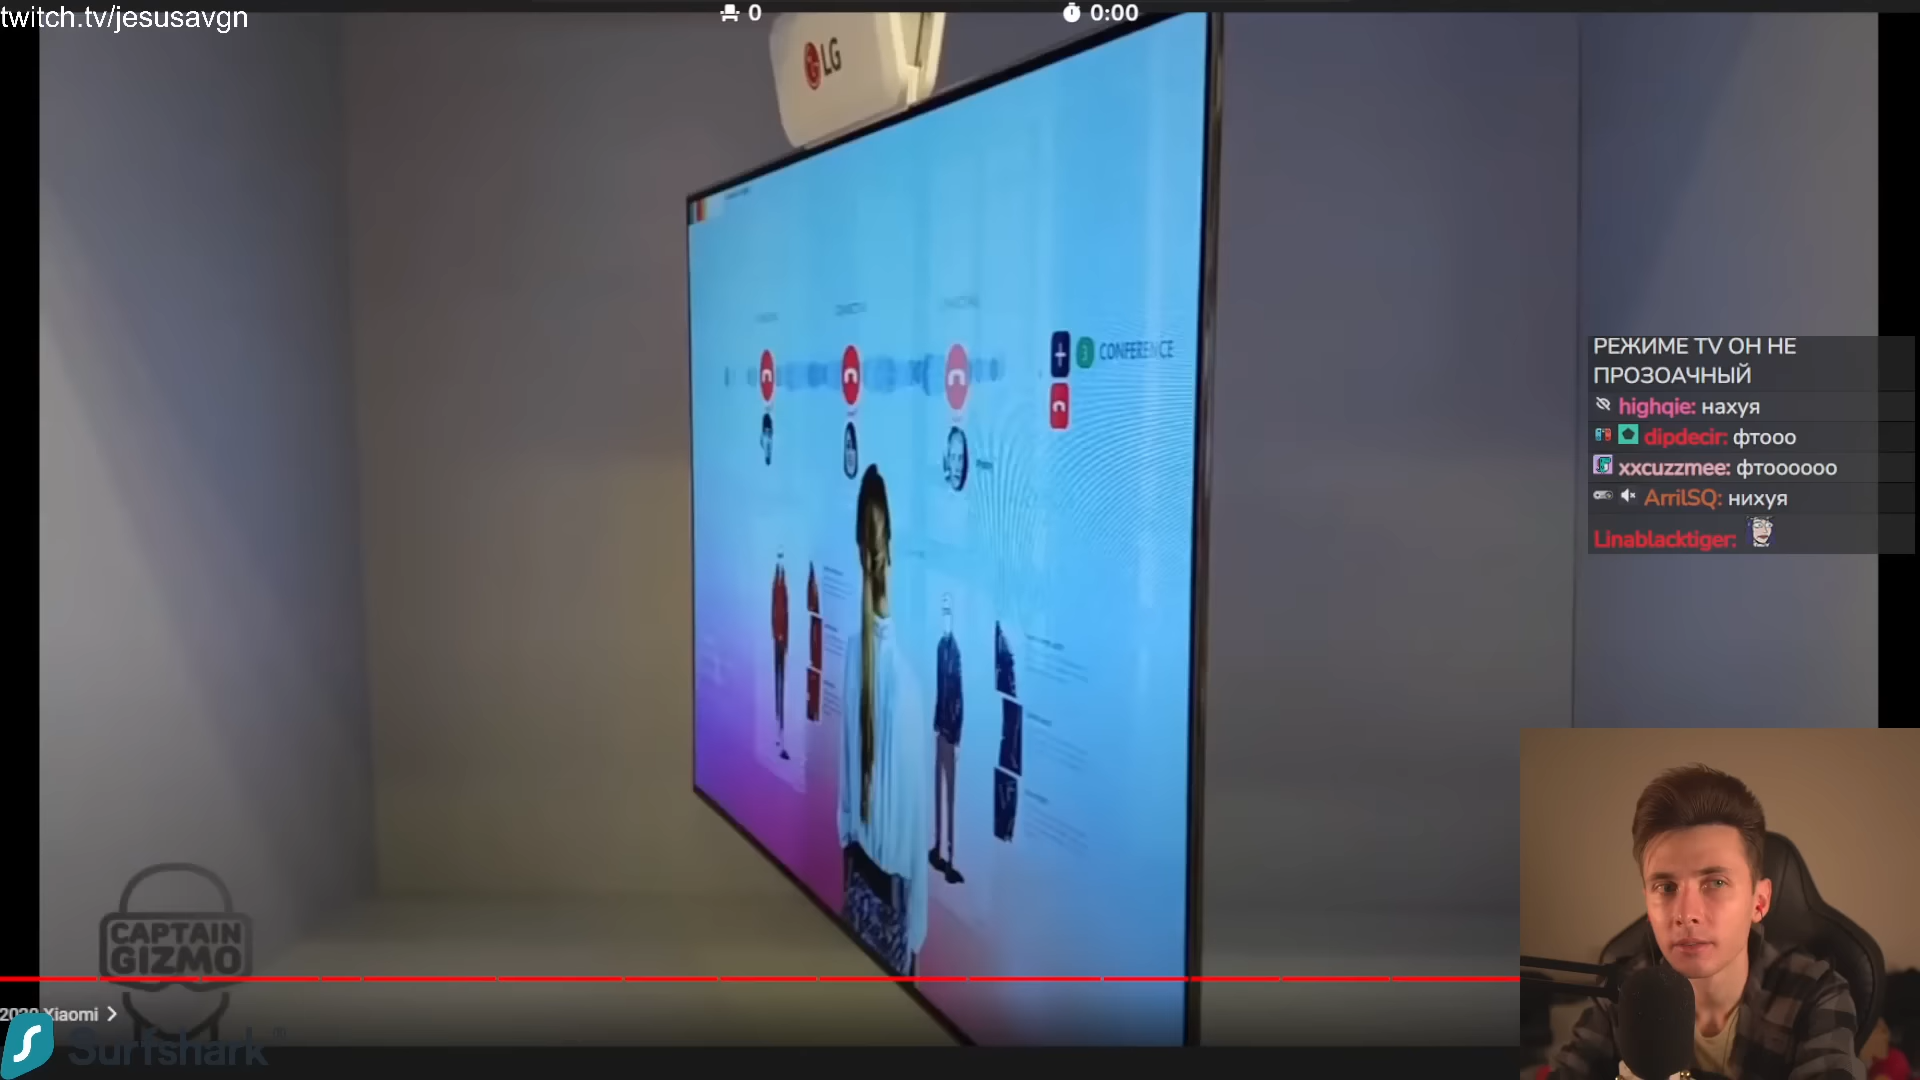 twitch.tv/jesusavgn
0
0:00
LG
3 CONFERENCE
РЕЖИМЕ TV ОН НЕ
ПРОЗОАЧНЫЙ
highqie: нахуя
dipdecir: фтооо
xxcuzzmee: фтоооооо
ArrilSQ: нихуя
Linablacktiger:
CAPTAIN
GIZMO
Xiaomi
Surfshark